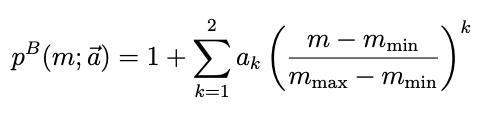 $p^B(m; \vec{a}) = 1 + \sum_{k=1}^{2} a_k \left( \frac{m - m_{\min}}{m_{\max} - m_{\min}} \right)^k$